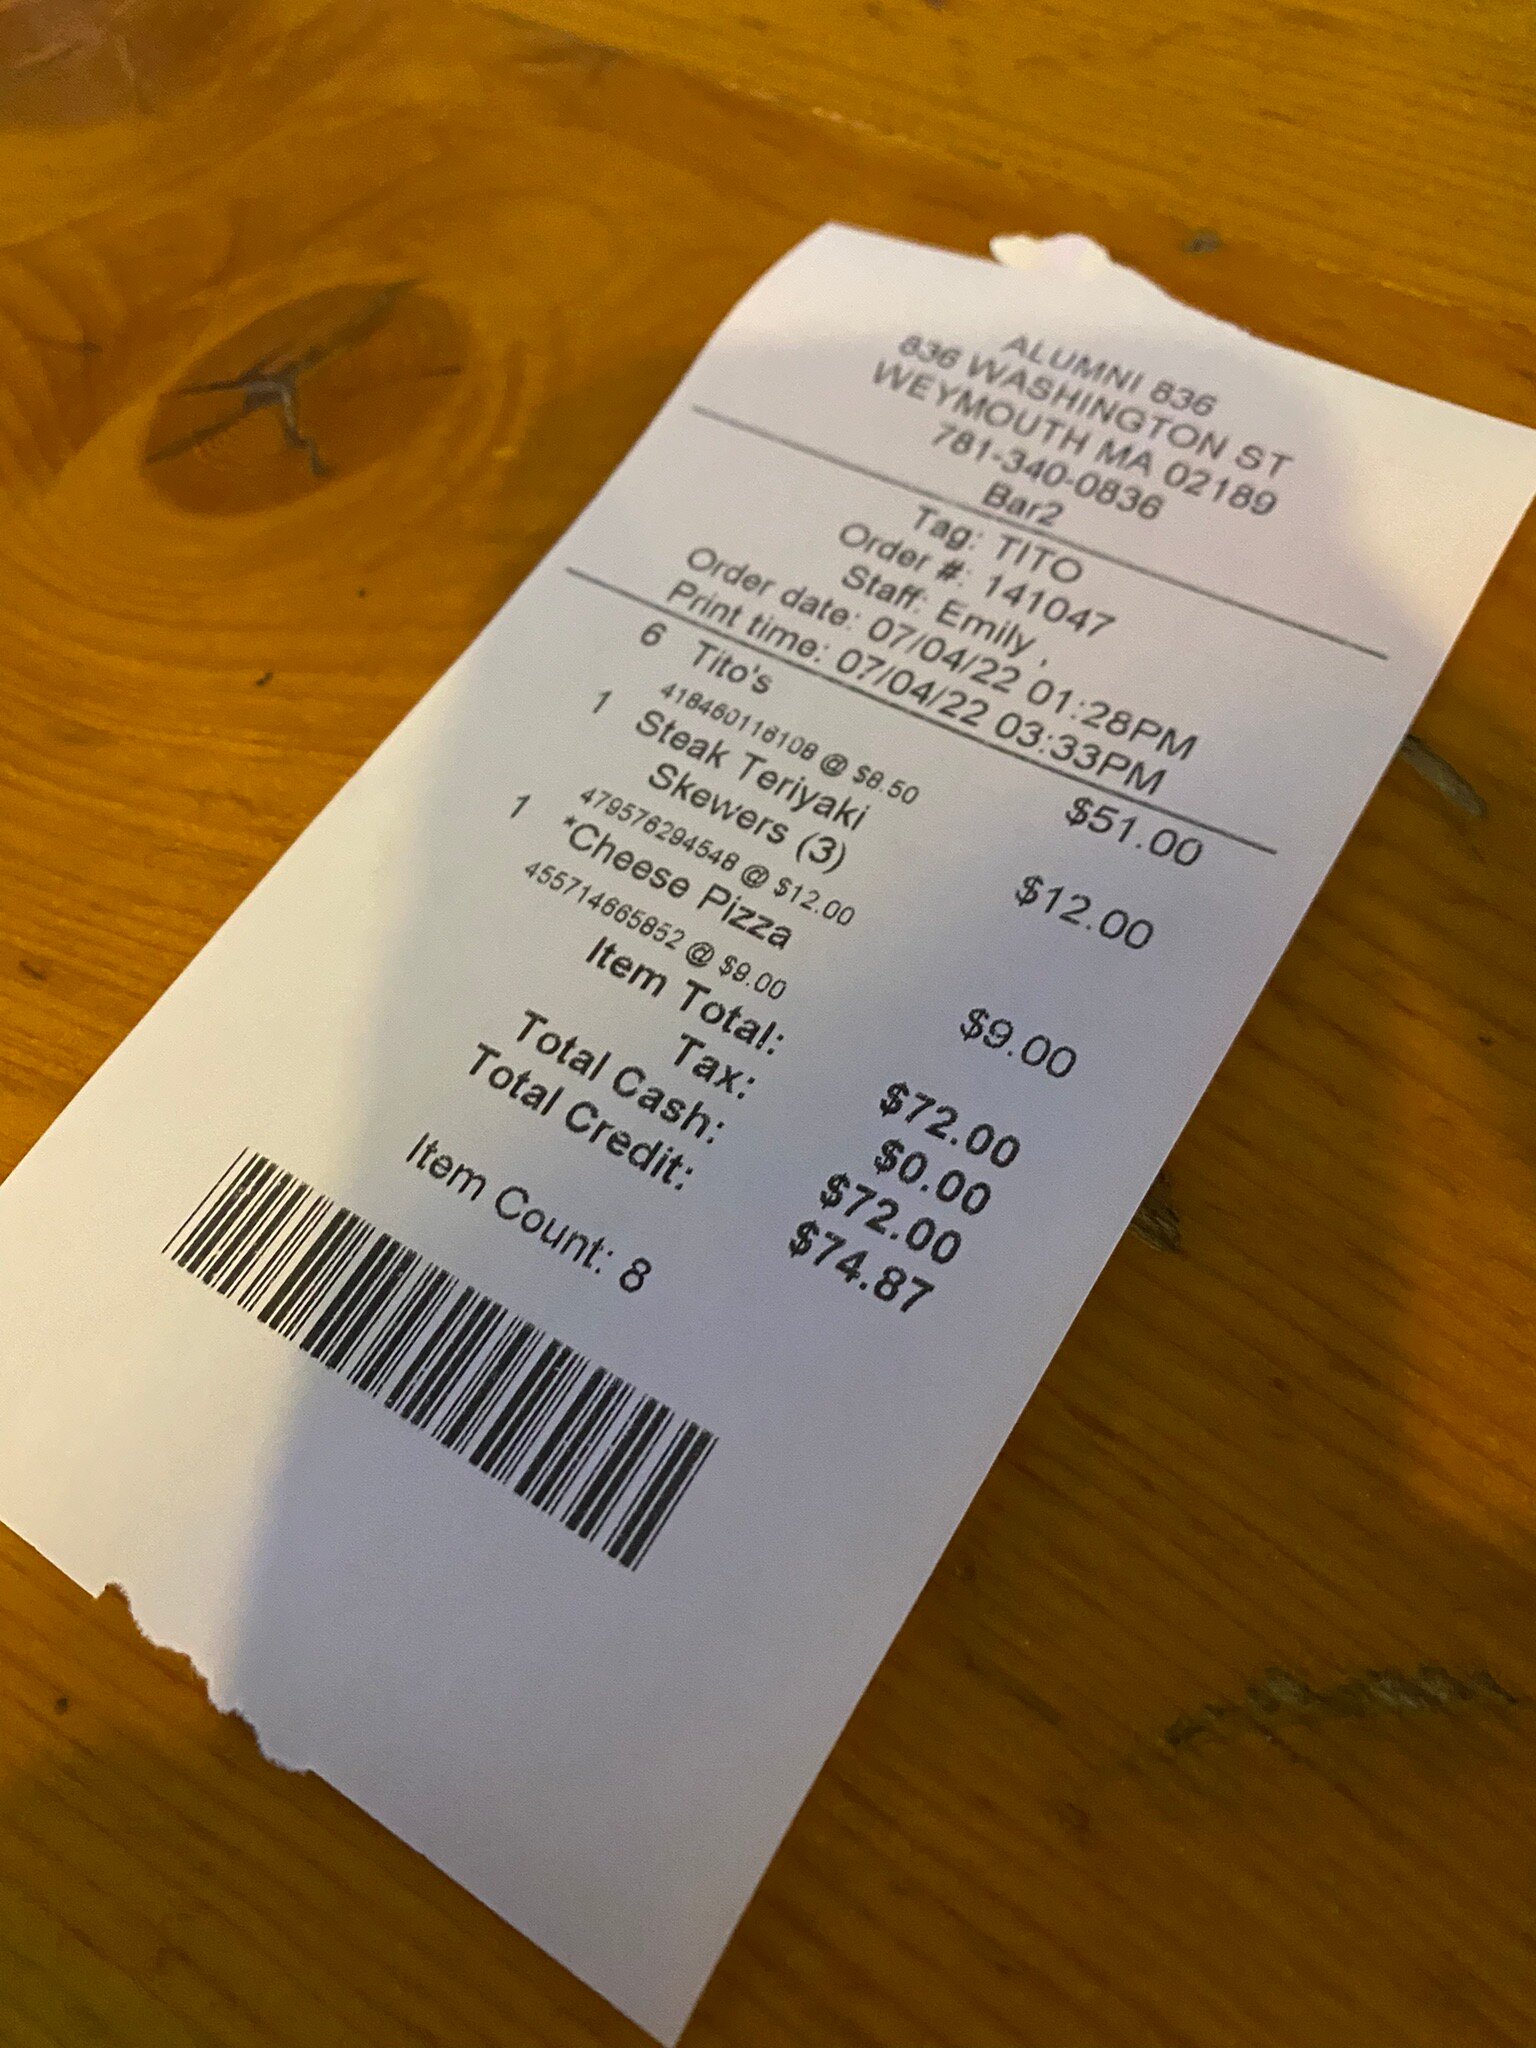 ALUMNI 836
836 WASHINGTON ST
WEYMOUTH MA 02189
781-340-0836
Bar2
Tag: TITO
Order #: 141047
Staff: Emily ,
Order date: 07/04/22 01:28PM
Print time: 07/04/22 03:33PM
6 Tito's $51.00
418460116108 @ $8.50
1 Steak Teriyaki $12.00
Skewers (3)
479576294548 @ $12.00
1 *Cheese Pizza $9.00
455714665852 @ $9.00
Item Total: $72.00
Tax: $0.00
Total Cash: $72.00
Total Credit: $74.87
Item Count: 8